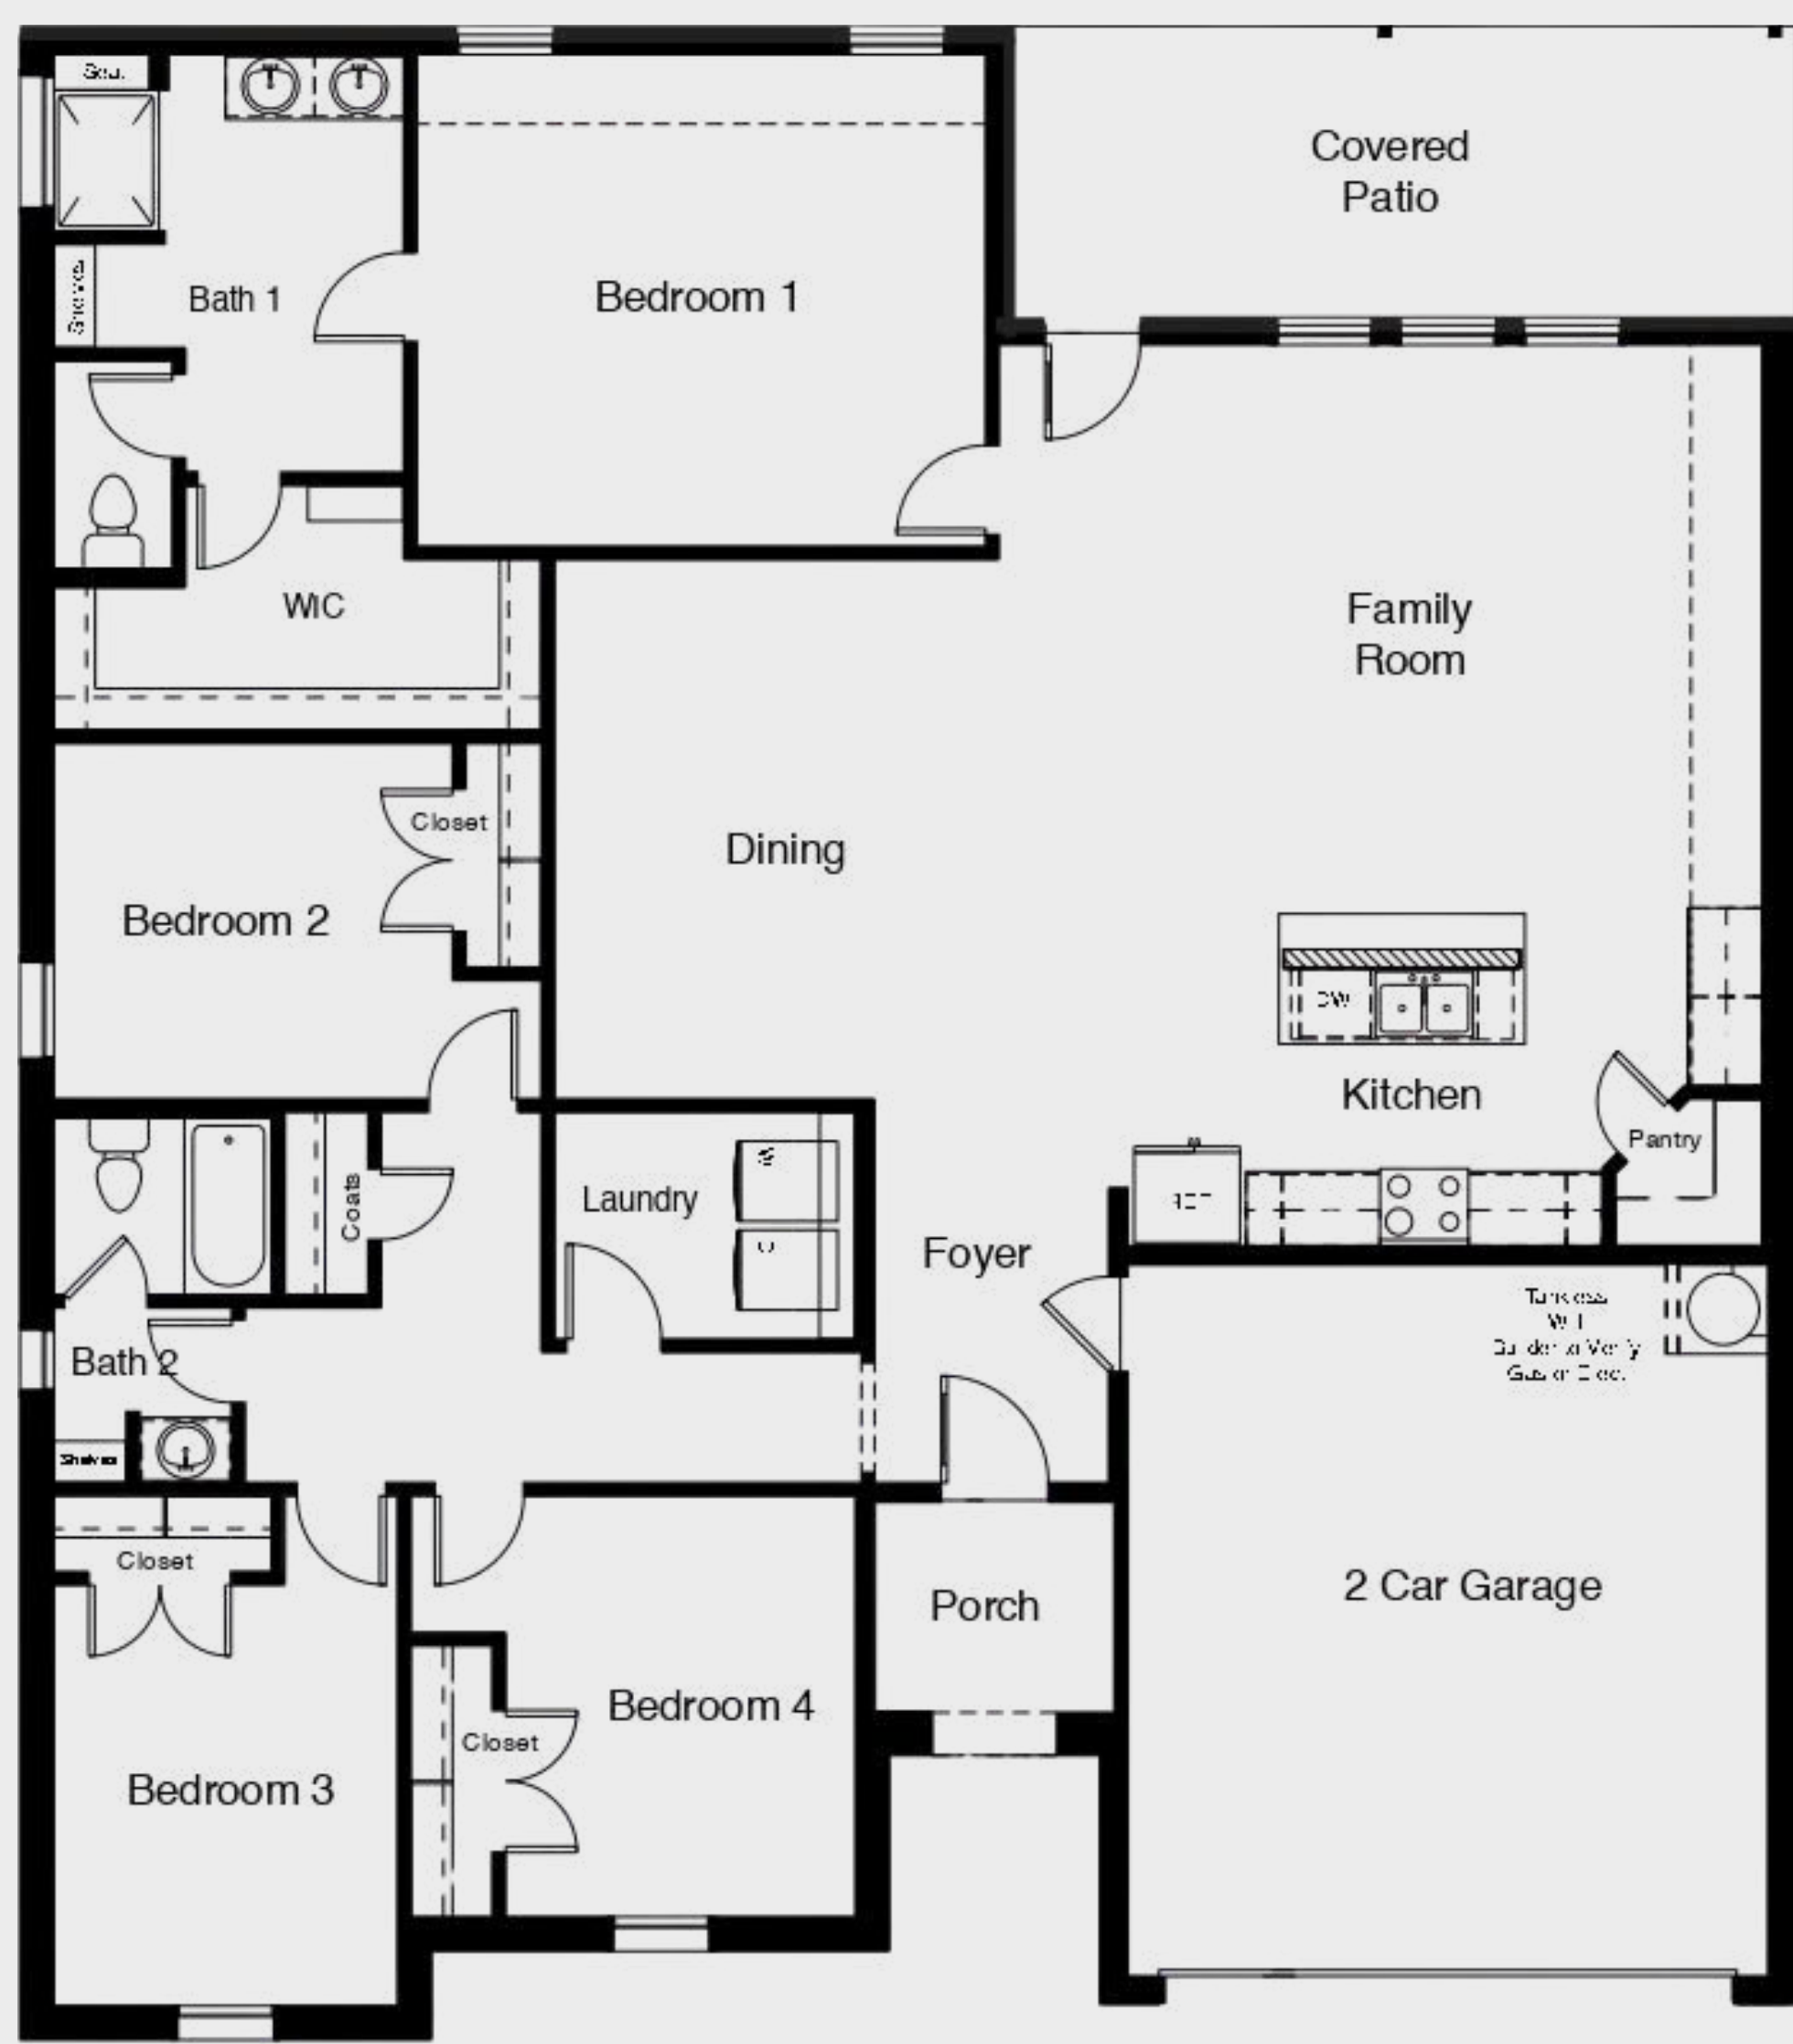 Covered
Patio
Bath 1
Bedroom 1
WIC
Family
Room
Closet
Dining
Bedroom 2
DW
Kitchen
Pantry
Coats
Laundry
Foyer
Bath 2
Shelves
Closet
2 Car Garage
Porch
Bedroom 4
Closet
Bedroom 3